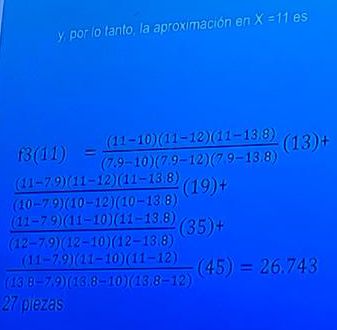 y, por lo tanto, la aproximación en X =11 es
f3(11) = (11−10)(11−12)(11−13.8)/(7.9−10)(7.9−12)(7.9−13.8) (13)+
(11−7.9)(11−12)(11−13.8)/(10−7.9)(10−12)(10−13.8) (19)+
(11−7.9)(11−10)(11−13.8)/(12−7.9)(12−10)(12−13.8) (35)+
(11−7.9)(11−10)(11−12)/(13.8−7.9)(13.8−10)(13.8−12) (45) = 26.743
27 piezas